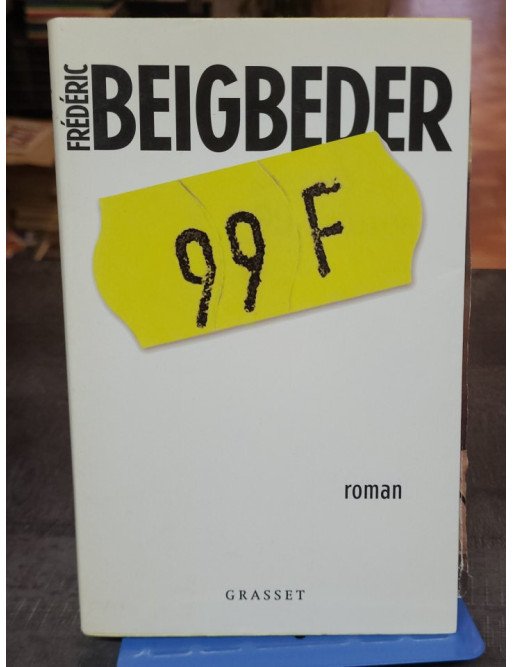 FRÉDÉRIC
BEIGBEDER
99 F
roman
GRASSET